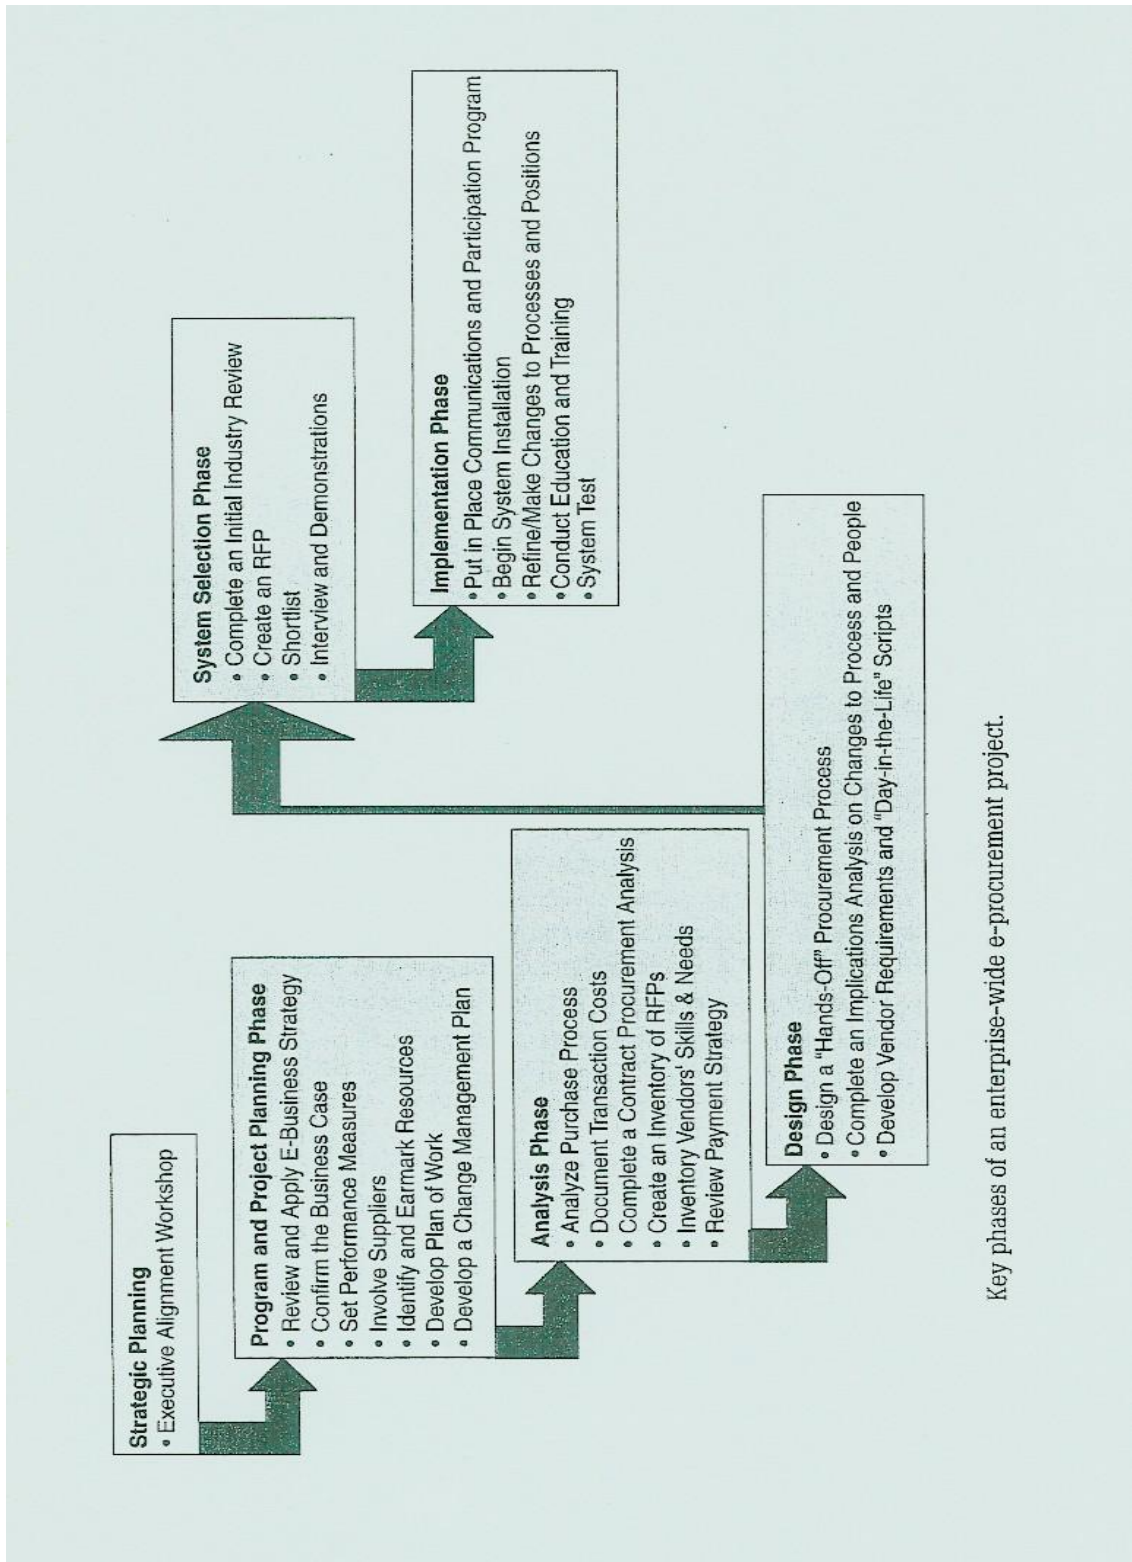 Strategic Planning
• Executive Alignment Workshop
Program and Project Planning Phase
• Review and Apply E-Business Strategy
• Confirm the Business Case
• Set Performance Measures
• Involve Suppliers
• Identify and Earmark Resources
• Develop Plan of Work
• Develop a Change Management Plan
Analysis Phase
• Analyze Purchase Process
• Document Transaction Costs
• Complete a Contract Procurement Analysis
• Create an Inventory of RFPs
• Inventory Vendors' Skills & Needs
• Review Payment Strategy
Design Phase
• Design a "Hands-Off" Procurement Process
• Complete an Implications Analysis on Changes to Process and People
• Develop Vendor Requirements and "Day-in-the-Life" Scripts
System Selection Phase
• Complete an Initial Industry Review
• Create an RFP
• Shortlist
• Interview and Demonstrations
Implementation Phase
• Put in Place Communications and Participation Program
• Begin System Installation
• Refine/Make Changes to Processes and Positions
• Conduct Education and Training
• System Test
Key phases of an enterprise-wide e-procurement project.